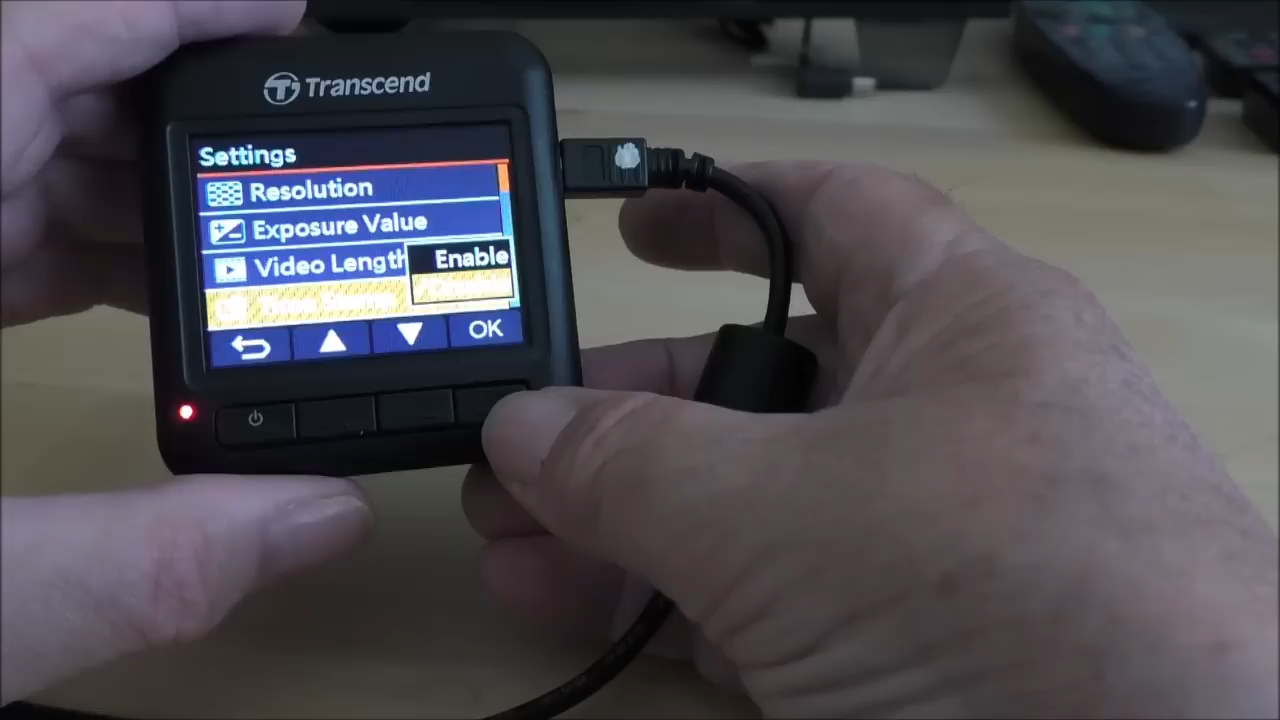 Transcend
Settings
Resolution
Exposure Value
Video Length
Enable
OK